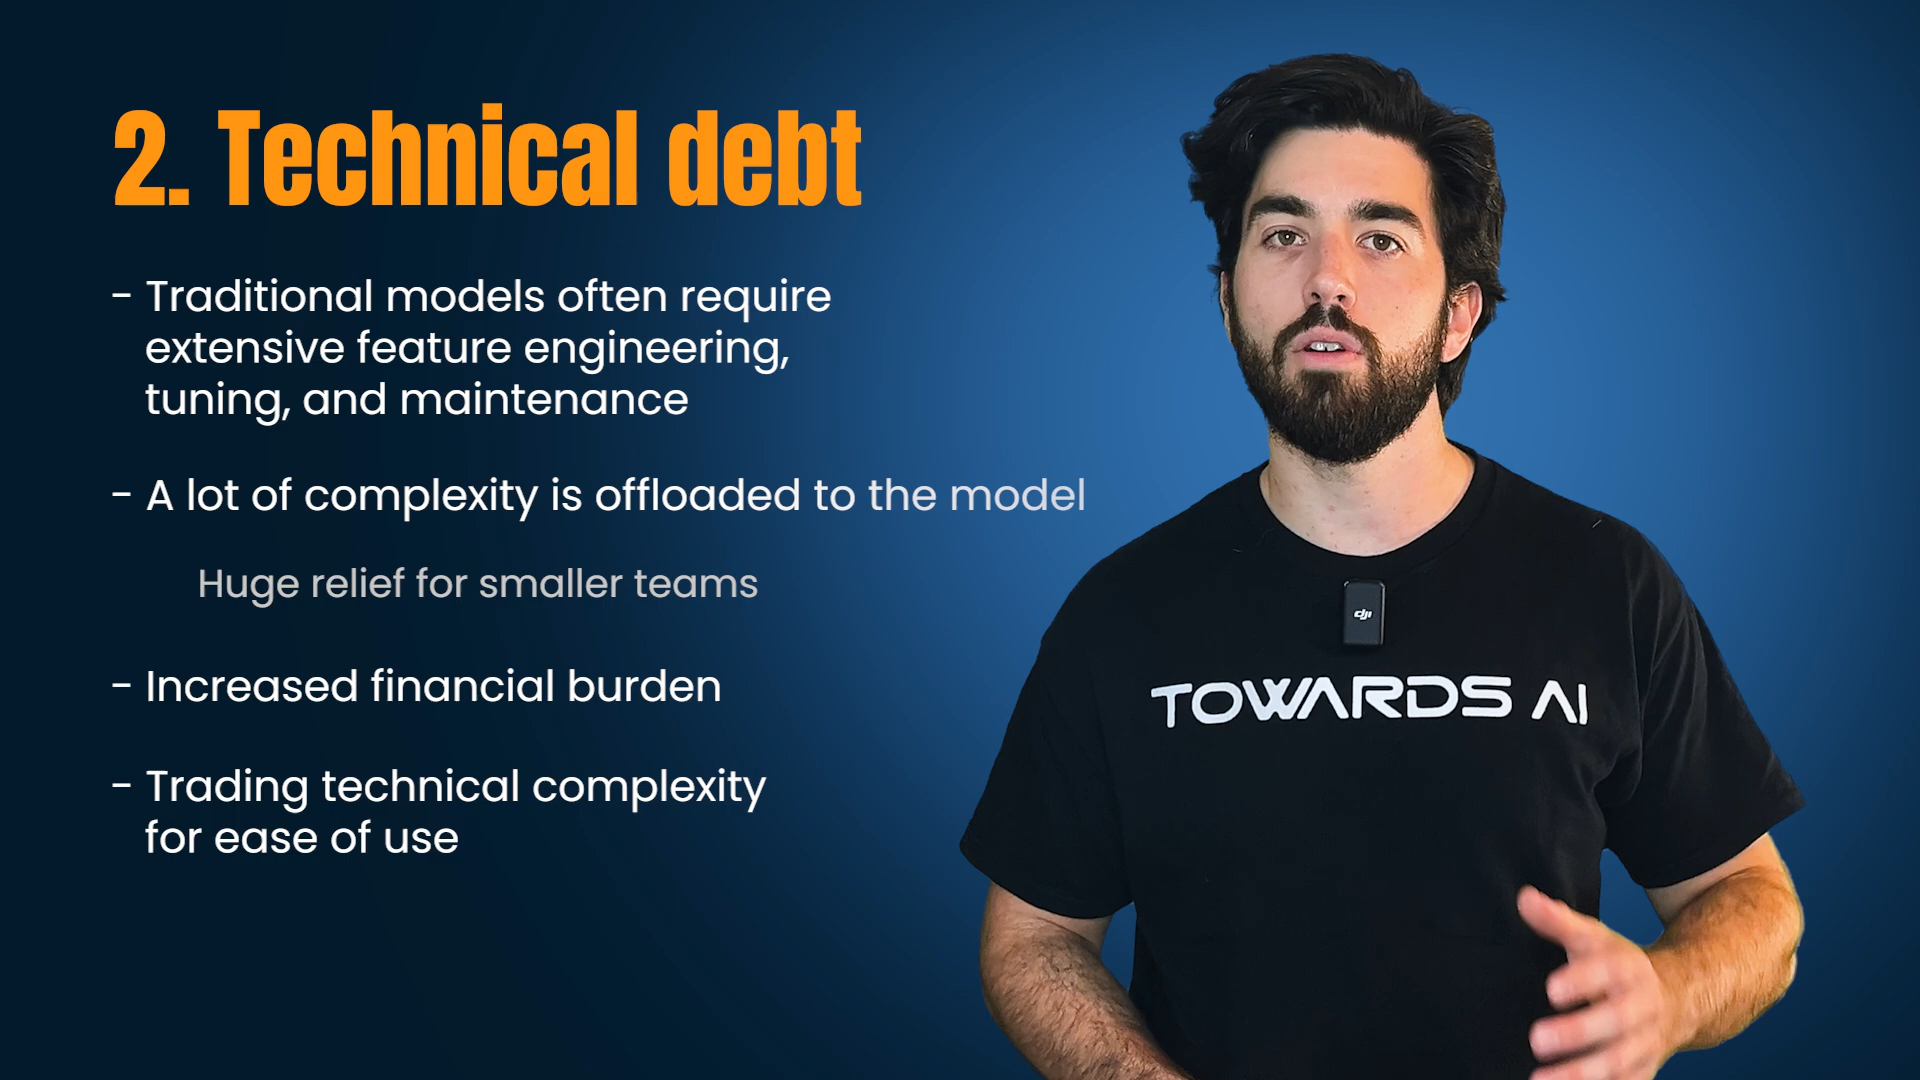 2. Technical debt
- Traditional models often require
extensive feature engineering,
tuning, and maintenance
- A lot of complexity is offloaded to the model
Huge relief for smaller teams
- Increased financial burden
- Trading technical complexity
for ease of use
dji
TOWARDS AI